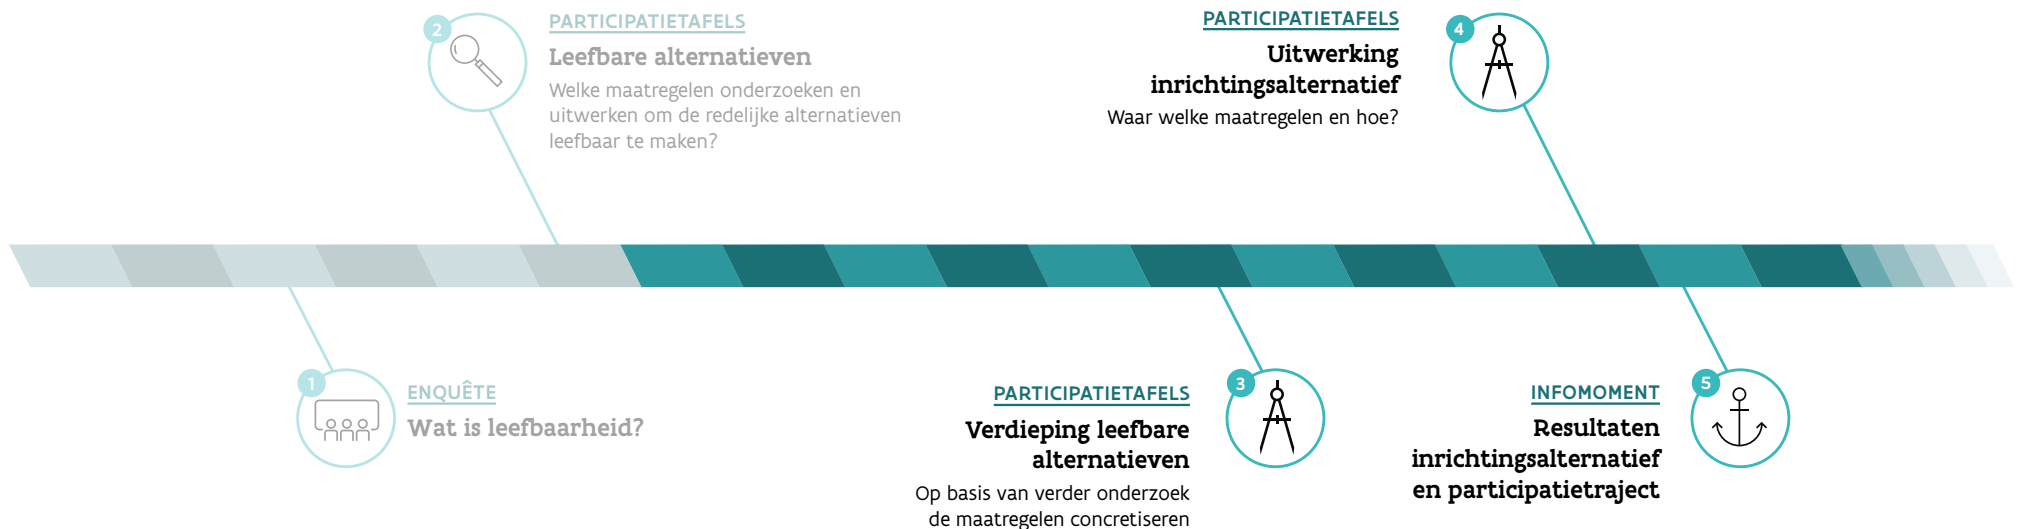 2
PARTICIPATIETAFELS
Leefbare alternatieven
Welke maatregelen onderzoeken en
uitwerken om de redelijke alternatieven
leefbaar te maken?
4
PARTICIPATIETAFELS
Uitwerking
inrichtingsalternatief
Waar welke maatregelen en hoe?
1
ENQUÊTE
Wat is leefbaarheid?
3
PARTICIPATIETAFELS
Verdieping leefbare
alternatieven
Op basis van verder onderzoek
de maatregelen concretiseren
5
INFOMOMENT
Resultaten
inrichtingsalternatief
en participatietraject